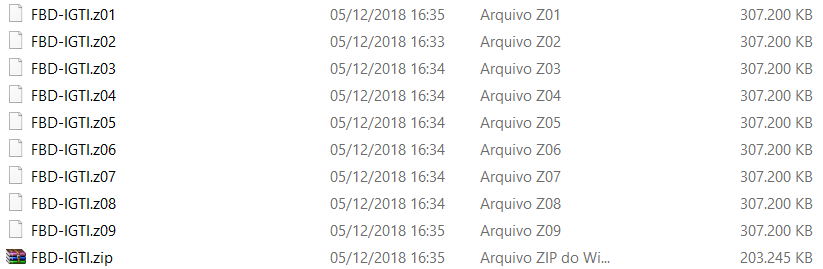 FBD-IGTI.z01 05/12/2018 16:35 Arquivo Z01 307.200 KB
FBD-IGTI.z02 05/12/2018 16:33 Arquivo Z02 307.200 KB
FBD-IGTI.z03 05/12/2018 16:34 Arquivo Z03 307.200 KB
FBD-IGTI.z04 05/12/2018 16:34 Arquivo Z04 307.200 KB
FBD-IGTI.z05 05/12/2018 16:34 Arquivo Z05 307.200 KB
FBD-IGTI.z06 05/12/2018 16:34 Arquivo Z06 307.200 KB
FBD-IGTI.z07 05/12/2018 16:34 Arquivo Z07 307.200 KB
FBD-IGTI.z08 05/12/2018 16:34 Arquivo Z08 307.200 KB
FBD-IGTI.z09 05/12/2018 16:35 Arquivo Z09 307.200 KB
FBD-IGTI.zip 05/12/2018 16:35 Arquivo ZIP do Wi... 203.245 KB